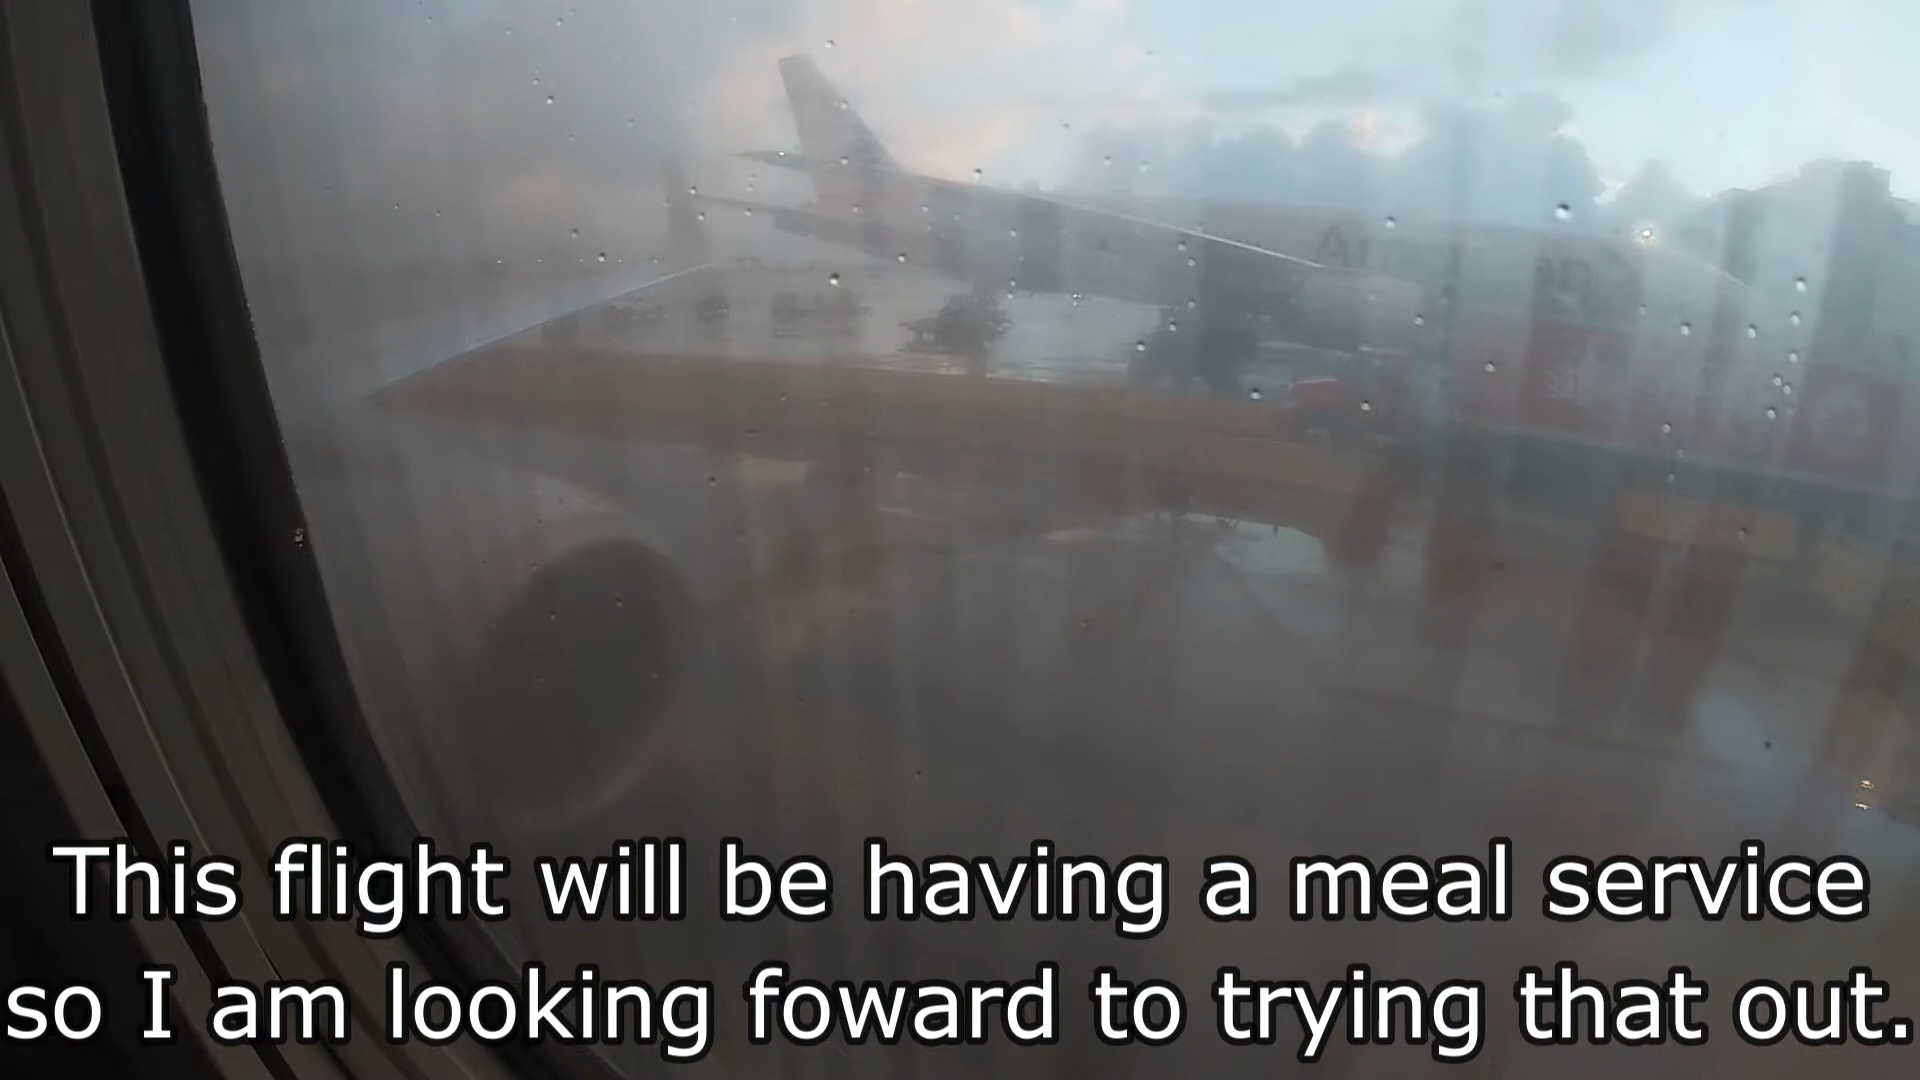 This flight will be having a meal service
so I am looking foward to trying that out.